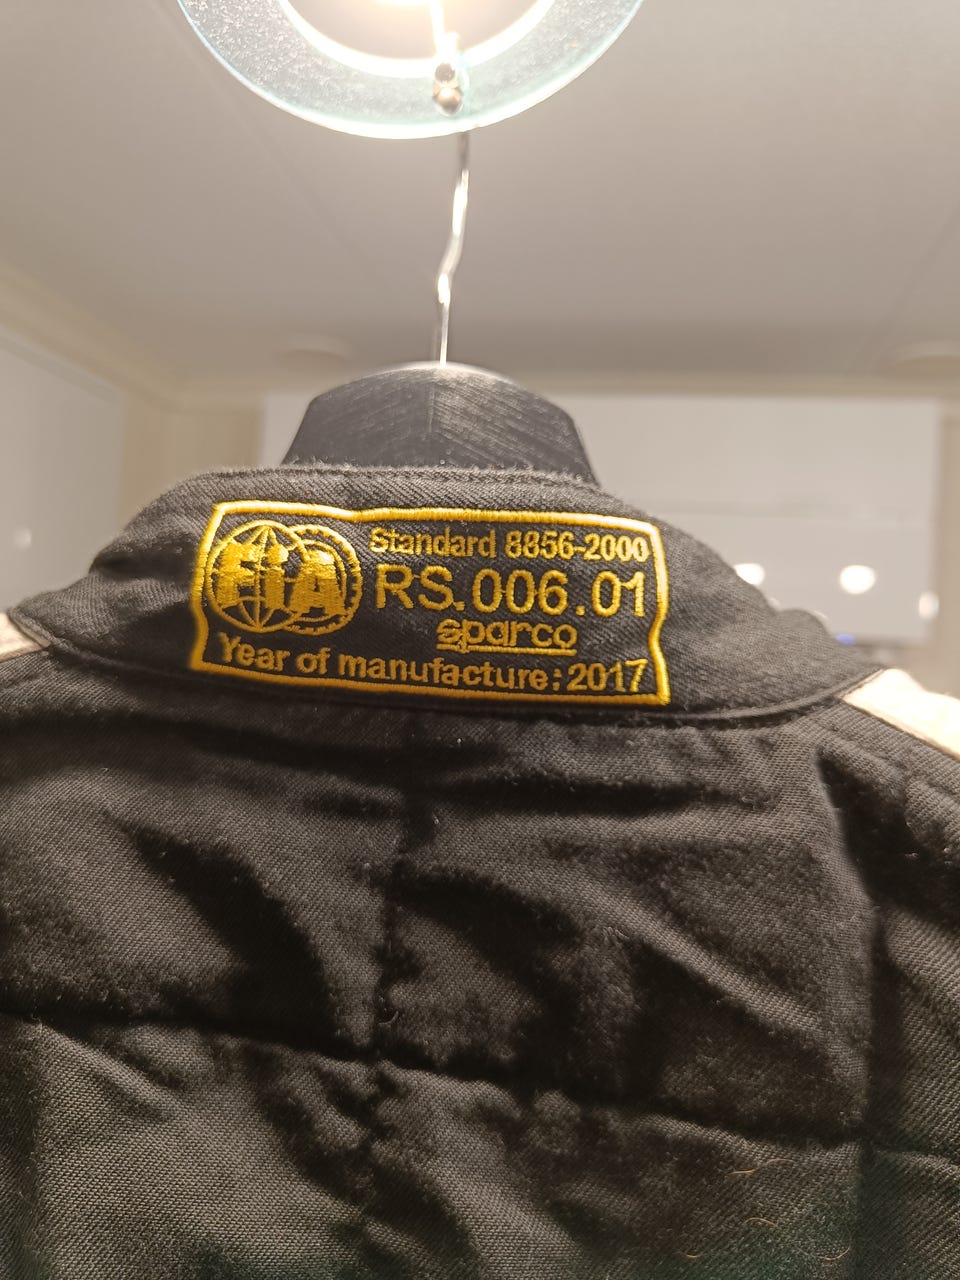 FIA
Standard 8856-2000
RS.006.01
sparco
Year of manufacture: 2017